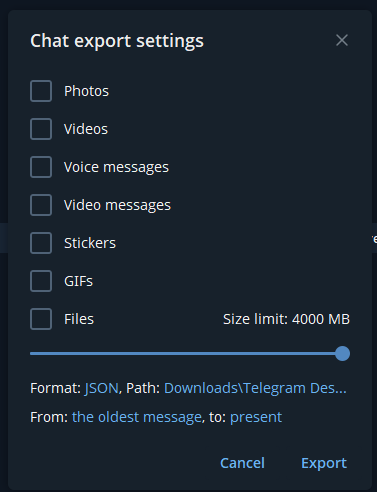 Chat export settings
Photos
Videos
Voice messages
Video messages
Stickers
GIFs
Files Size limit: 4000 MB
Format: JSON, Path: Downloads\Telegram Des...
From: the oldest message, to: present
Cancel Export